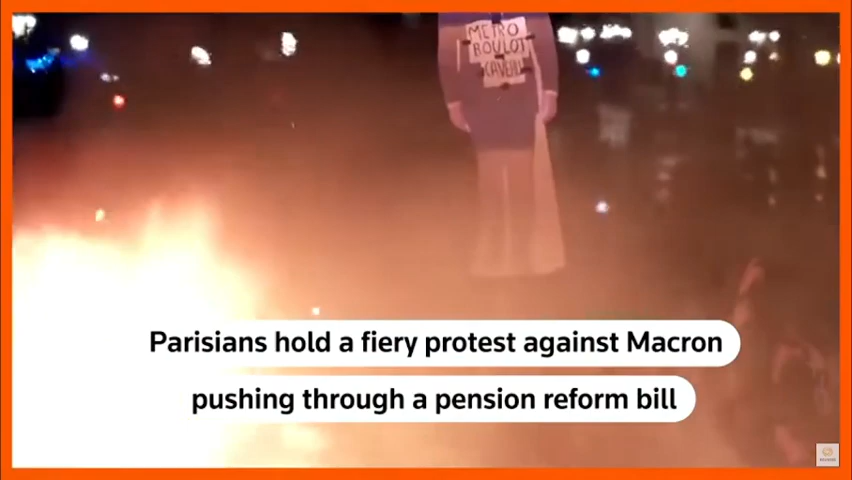 METRO
BOULOT
CAVEAU
Parisians hold a fiery protest against Macron
pushing through a pension reform bill